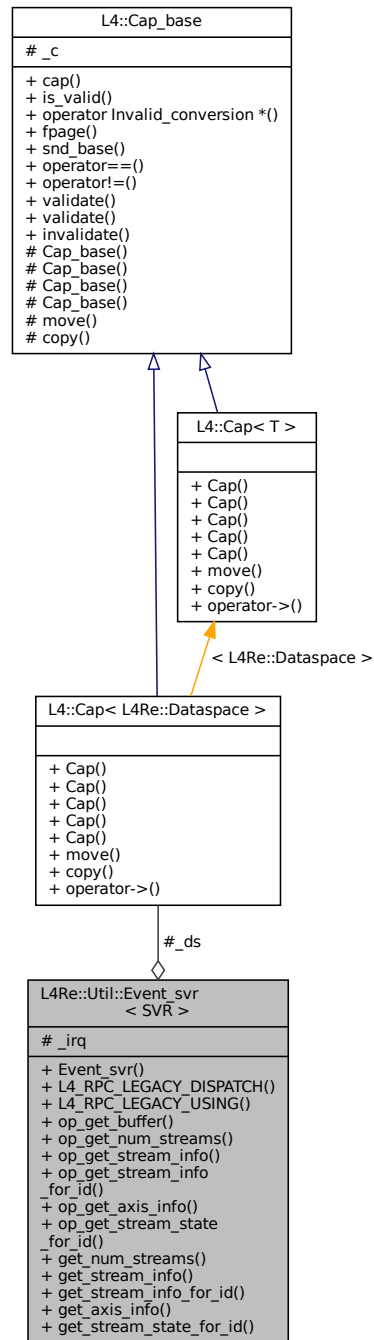 L4::Cap_base
# _c
+ cap()
+ is_valid()
+ operator Invalid_conversion *()
+ fpage()
+ snd_base()
+ operator==()
+ operator!=()
+ validate()
+ validate()
+ invalidate()
# Cap_base()
# Cap_base()
# Cap_base()
# Cap_base()
# move()
# copy()
L4::Cap< T >
+ Cap()
+ Cap()
+ Cap()
+ Cap()
+ Cap()
+ move()
+ copy()
+ operator->()
< L4Re::Dataspace >
L4::Cap< L4Re::Dataspace >
+ Cap()
+ Cap()
+ Cap()
+ Cap()
+ Cap()
+ move()
+ copy()
+ operator->()
#_ds
L4Re::Util::Event_svr
< SVR >
# _irq
+ Event_svr()
+ L4_RPC_LEGACY_DISPATCH()
+ L4_RPC_LEGACY_USING()
+ op_get_buffer()
+ op_get_num_streams()
+ op_get_stream_info()
+ op_get_stream_info
_for_id()
+ op_get_axis_info()
+ op_get_stream_state
_for_id()
+ get_num_streams()
+ get_stream_info()
+ get_stream_info_for_id()
+ get_axis_info()
+ get_stream_state_for_id()